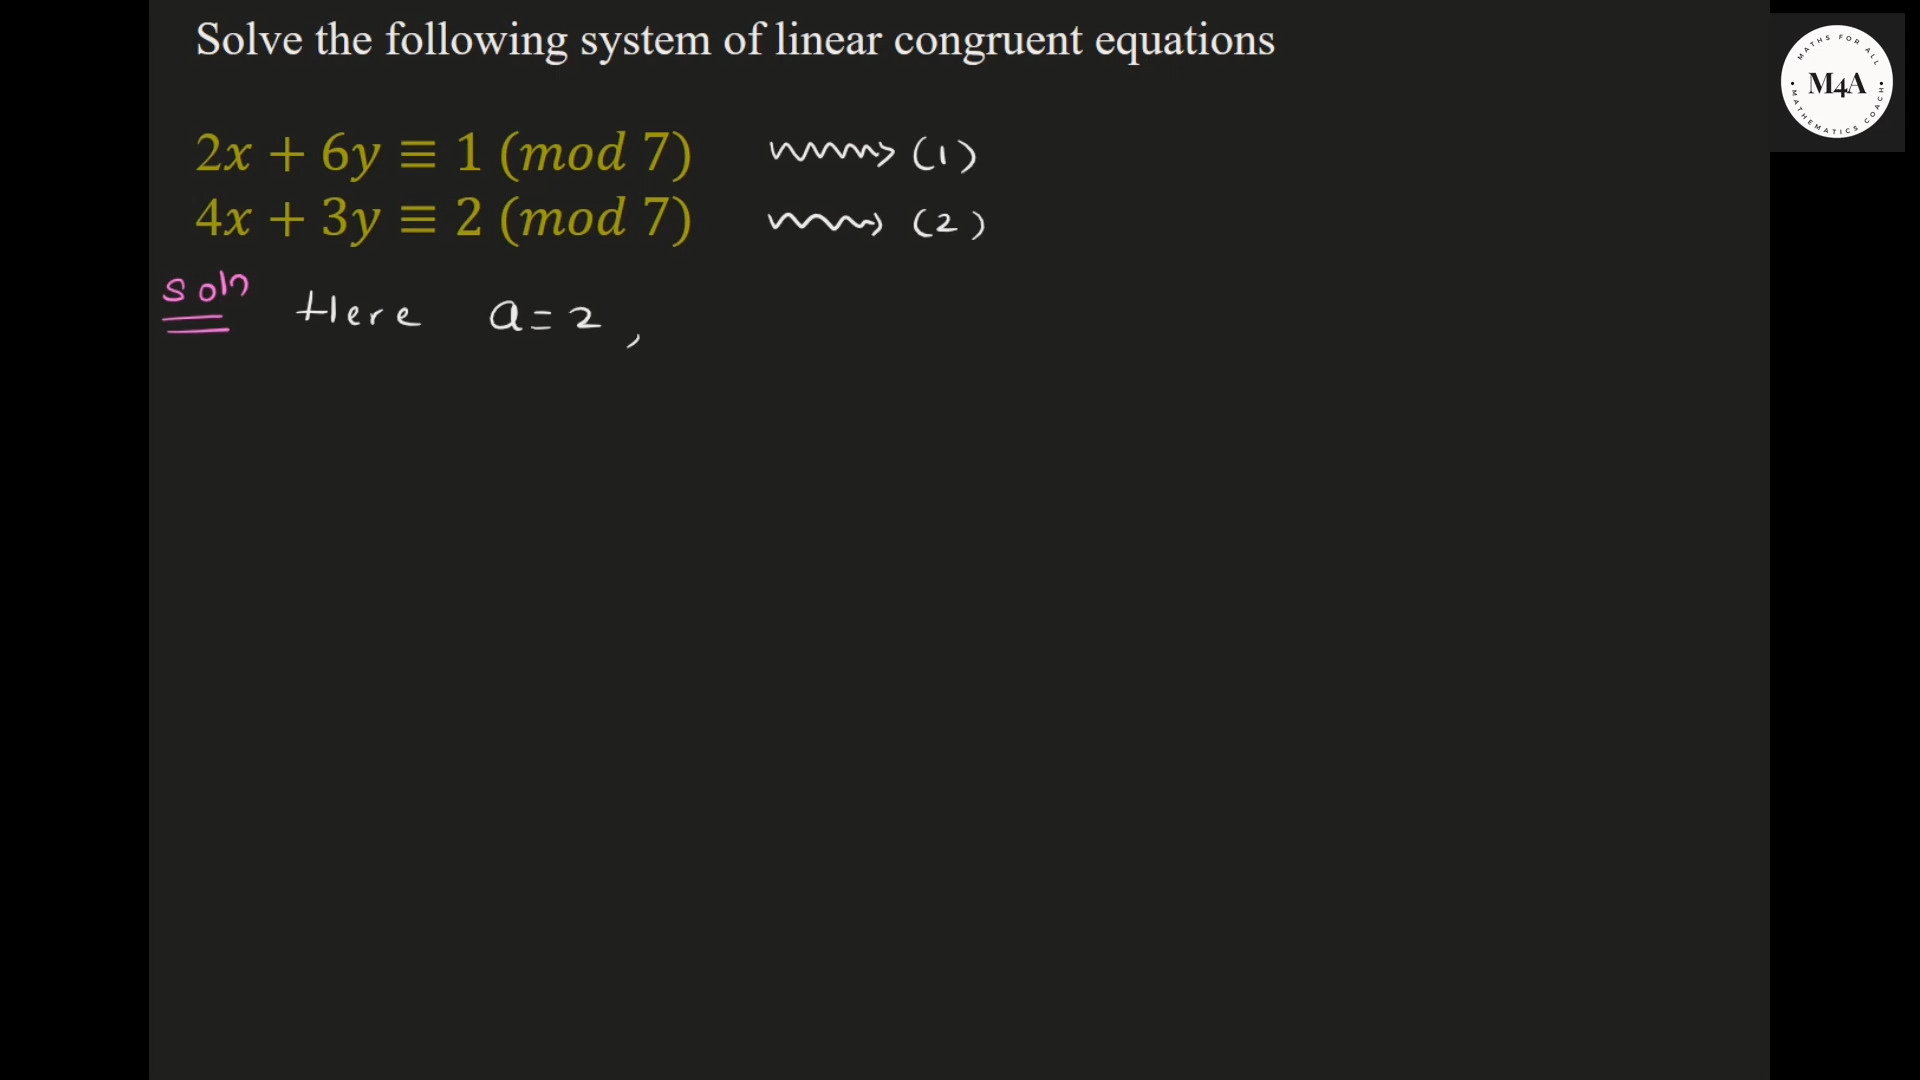 Solve the following system of linear congruent equations
MATHS FOR ALL
M4A
MATHEMATICS COACH
2x + 6y ≡ 1 (mod 7) (1)
4x + 3y ≡ 2 (mod 7) (2)
soln Here a = 2 ,